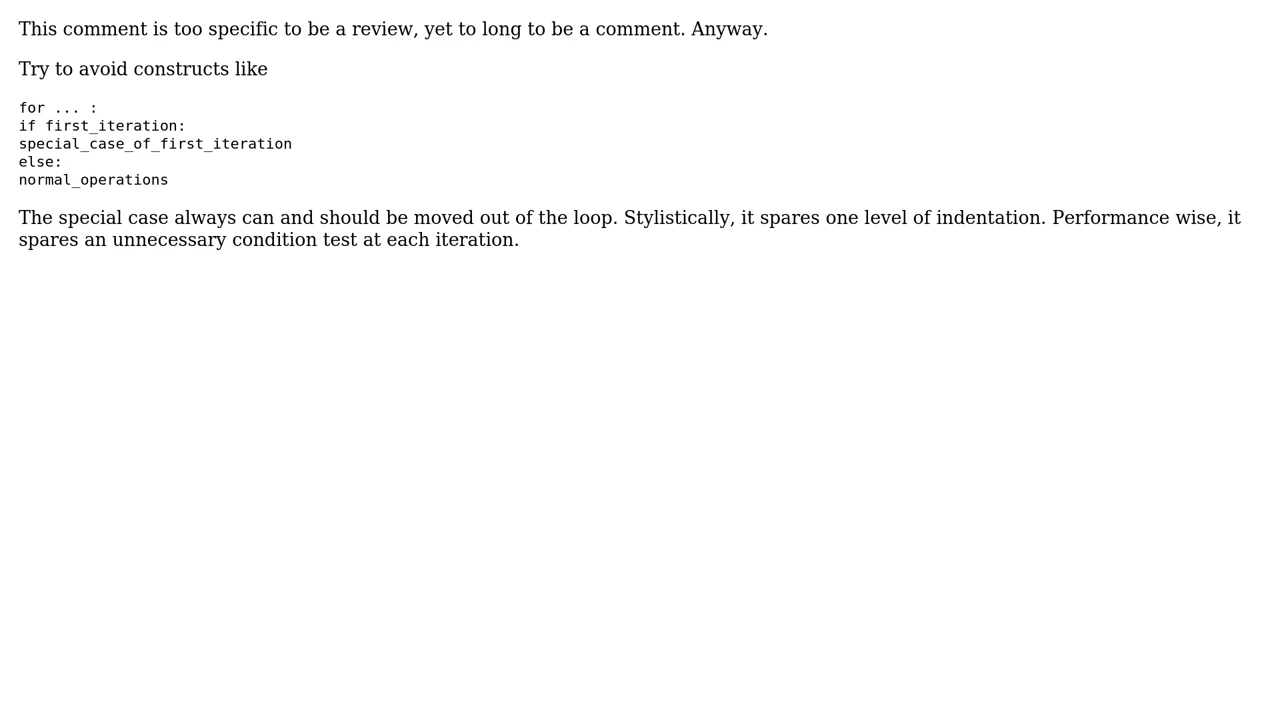 This comment is too specific to be a review, yet to long to be a comment. Anyway.
Try to avoid constructs like
for ... :
if first_iteration:
special_case_of_first_iteration
else:
normal_operations
The special case always can and should be moved out of the loop. Stylistically, it spares one level of indentation. Performance wise, it
spares an unnecessary condition test at each iteration.